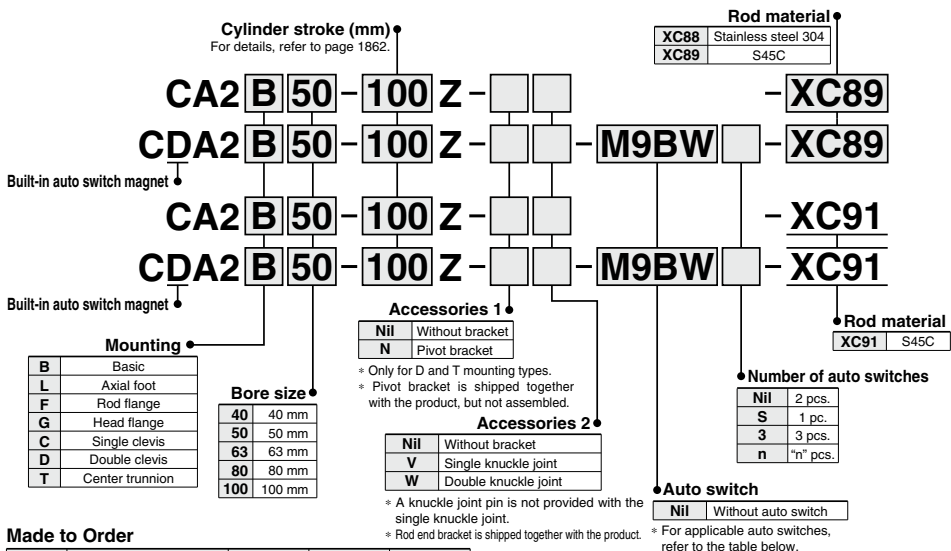 Cylinder stroke (mm)
For details, refer to page 1862.
Rod material
XC88 Stainless steel 304
XC89 S45C
CA2 B 50 – 100 Z – – XC89
CDA2 B 50 – 100 Z – – M9BW – XC89
Built-in auto switch magnet
CA2 B 50 – 100 Z – – XC91
CDA2 B 50 – 100 Z – – M9BW – XC91
Built-in auto switch magnet
Mounting
B Basic
L Axial foot
F Rod flange
G Head flange
C Single clevis
D Double clevis
T Center trunnion
Bore size
40 40 mm
50 50 mm
63 63 mm
80 80 mm
100 100 mm
Accessories 1
Nil Without bracket
N Pivot bracket
∗ Only for D and T mounting types.
∗ Pivot bracket is shipped together
with the product, but not assembled.
Accessories 2
Nil Without bracket
V Single knuckle joint
W Double knuckle joint
∗ A knuckle joint pin is not provided with the
single knuckle joint.
∗ Rod end bracket is shipped together with the product.
Rod material
XC91 S45C
Number of auto switches
Nil 2 pcs.
S 1 pc.
3 3 pcs.
n "n" pcs.
Auto switch
Nil Without auto switch
∗ For applicable auto switches,
refer to the table below.
Made to Order